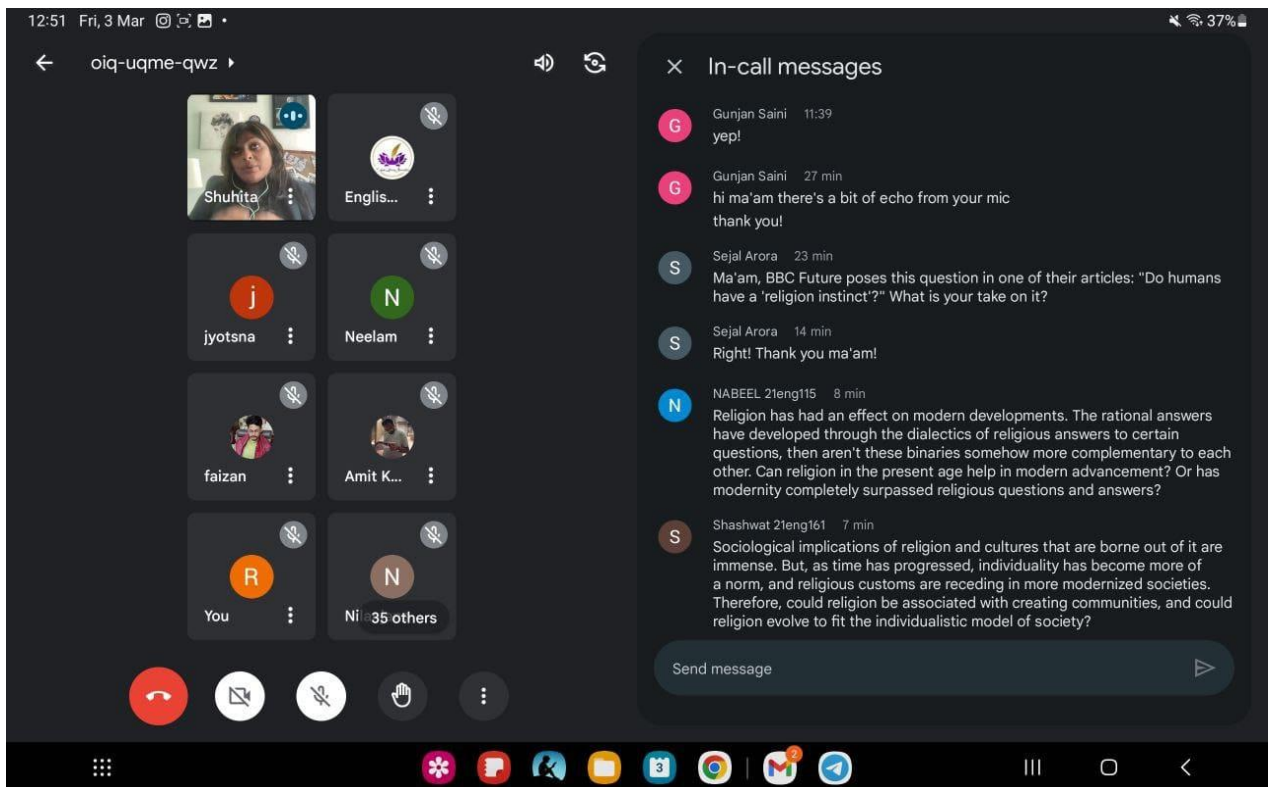 12:51 Fri, 3 Mar
37%
oiq-uqme-qwz
Shuhita
Englis...
jyotsna
Neelam
faizan
Amit K...
You
35 others
j
N
R
N
In-call messages
G
Gunjan Saini 11:39
yep!
G
Gunjan Saini 27 min
hi ma'am there's a bit of echo from your mic
thank you!
S
Sejal Arora 23 min
Ma'am, BBC Future poses this question in one of their articles: "Do humans
have a 'religion instinct'?" What is your take on it?
S
Sejal Arora 14 min
Right! Thank you ma'am!
N
NABEEL 21eng115 8 min
Religion has had an effect on modern developments. The rational answers
have developed through the dialectics of religious answers to certain
questions, then aren't these binaries somehow more complementary to each
other. Can religion in the present age help in modern advancement? Or has
modernity completely surpassed religious questions and answers?
S
Shashwat 21eng161 7 min
Sociological implications of religion and cultures that are borne out of it are
immense. But, as time has progressed, individuality has become more of
a norm, and religious customs are receding in more modernized societies.
Therefore, could religion be associated with creating communities, and could
religion evolve to fit the individualistic model of society?
Send message
3
2